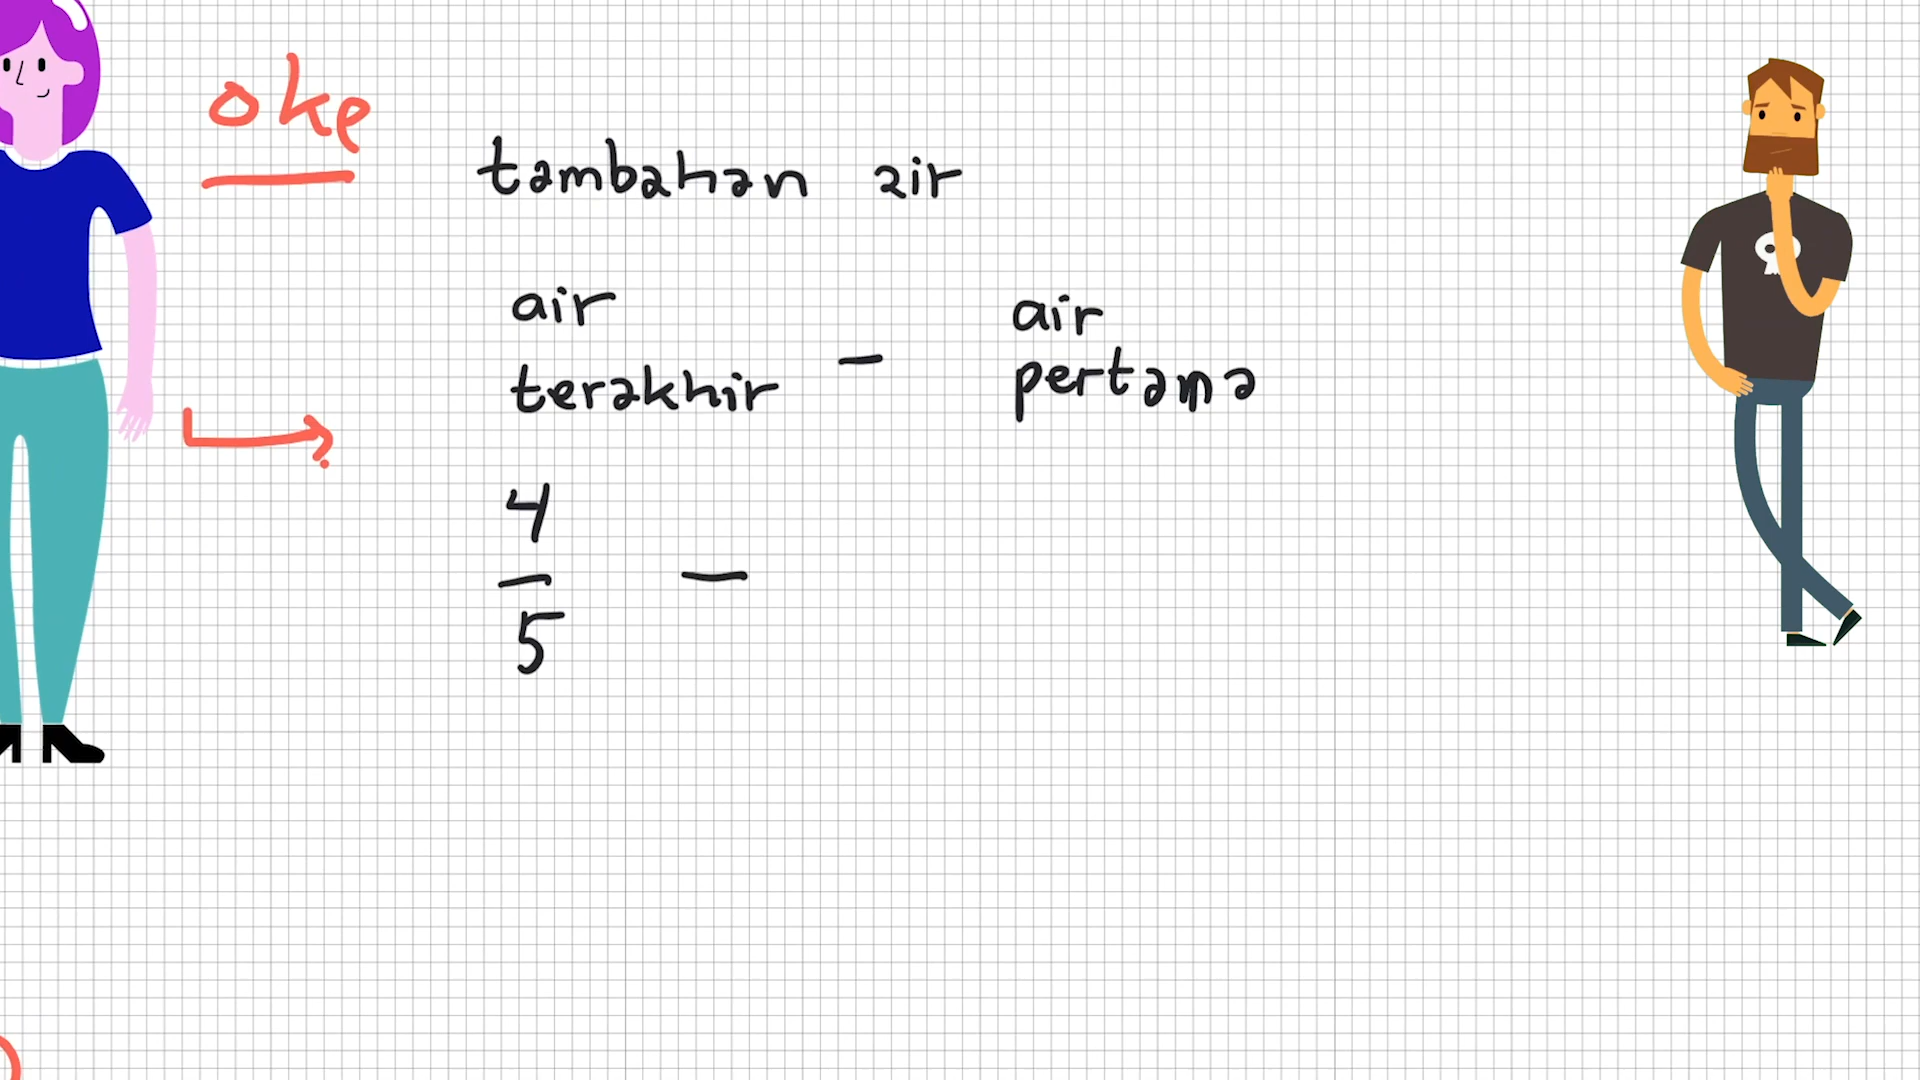 oke
tambahan air
air
terakhir - air
pertama
4
— —
5